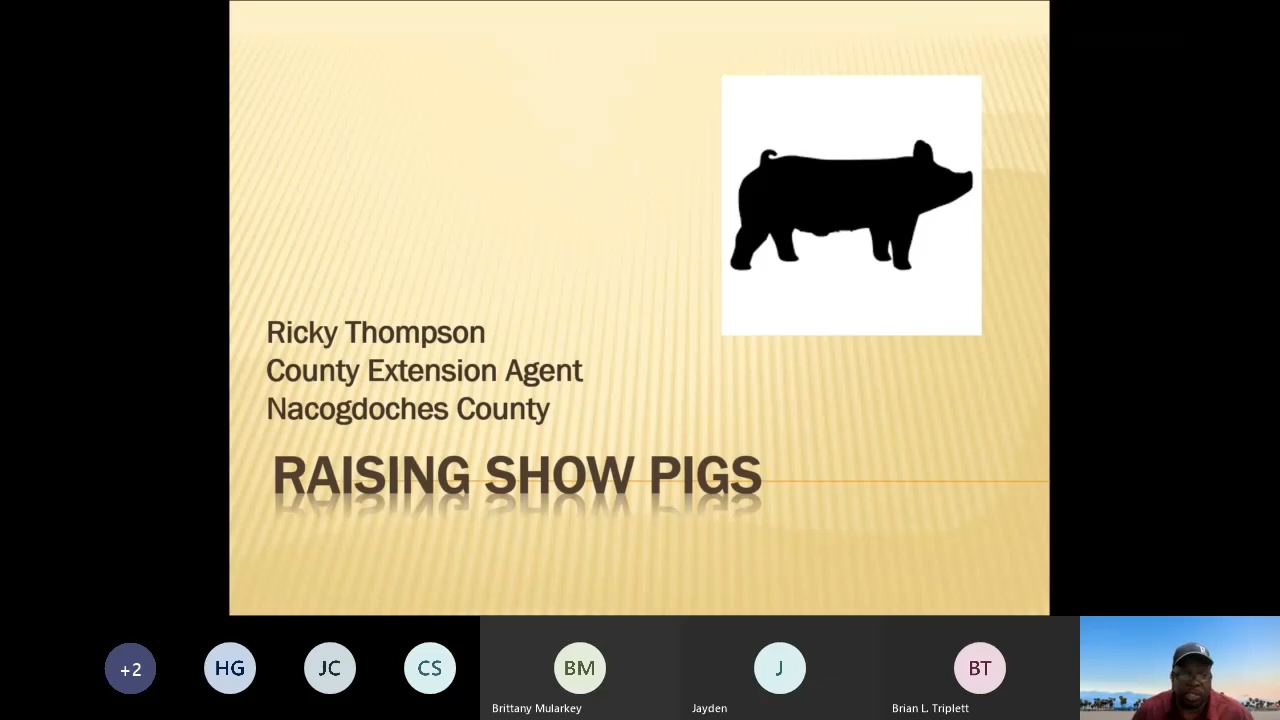 Ricky Thompson
County Extension Agent
Nacogdoches County
RAISING SHOW PIGS
+2
HG
JC
CS
BM
J
BT
Brittany Mularkey
Jayden
Brian L. Triplett